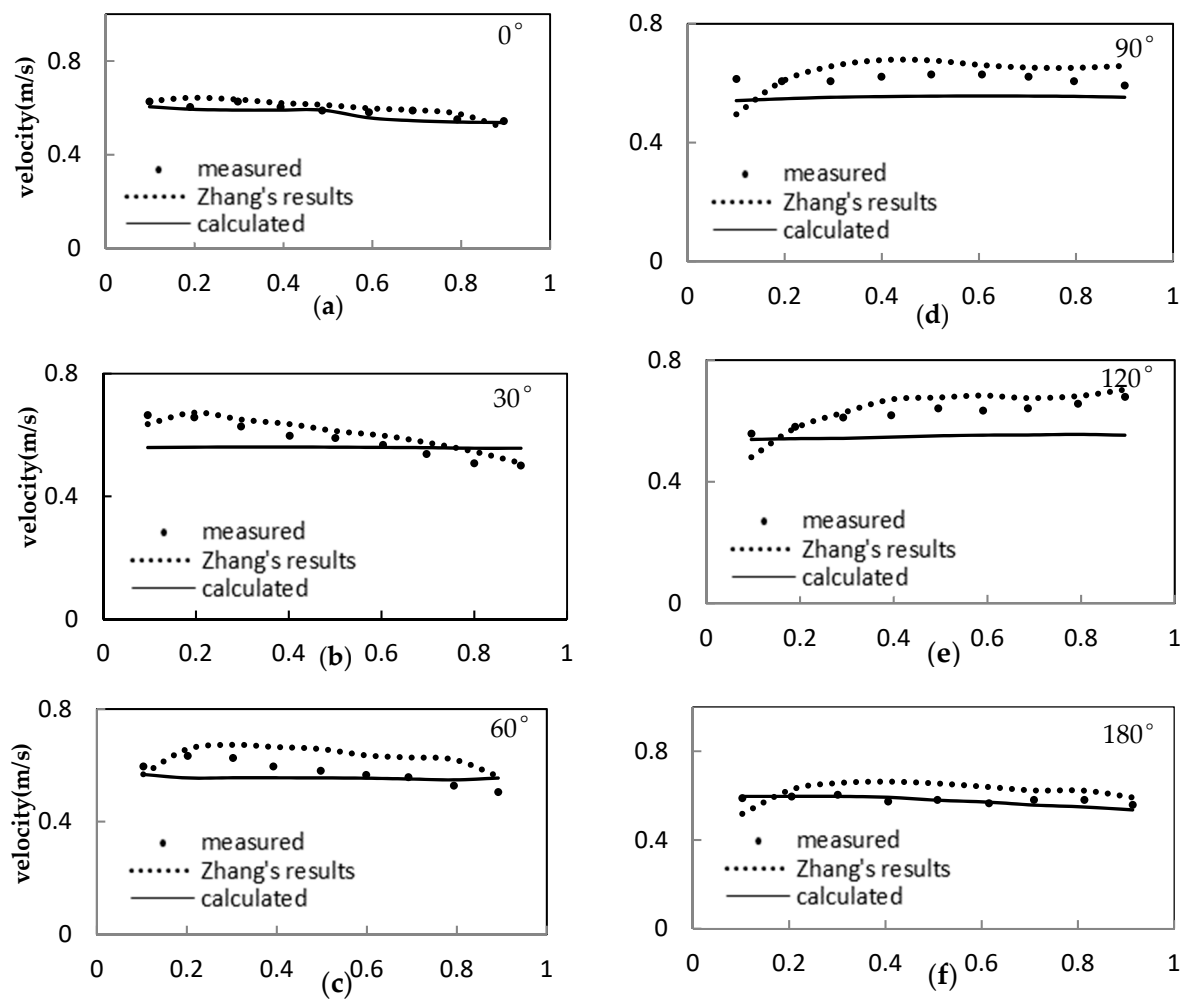 0°
velocity(m/s)
0.8
0.4
0
measured
Zhang's results
calculated
0 0.2 0.4 0.6 0.8 1
(a)
30°
velocity(m/s)
0.8
0.4
0
measured
Zhang's results
calculated
0 0.2 0.4 0.6 0.8 1
(b)
60°
velocity(m/s)
0.8
0.4
0
measured
Zhang's results
calculated
0 0.2 0.4 0.6 0.8 1
(c)
90°
0.8
0.4
0
measured
Zhang's results
calculated
0 0.2 0.4 0.6 0.8 1
(d)
120°
0.8
0.4
0
measured
Zhang's results
calculated
0 0.2 0.4 0.6 0.8 1
(e)
180°
0.8
0.4
0
measured
Zhang's results
calculated
0 0.2 0.4 0.6 0.8 1
(f)